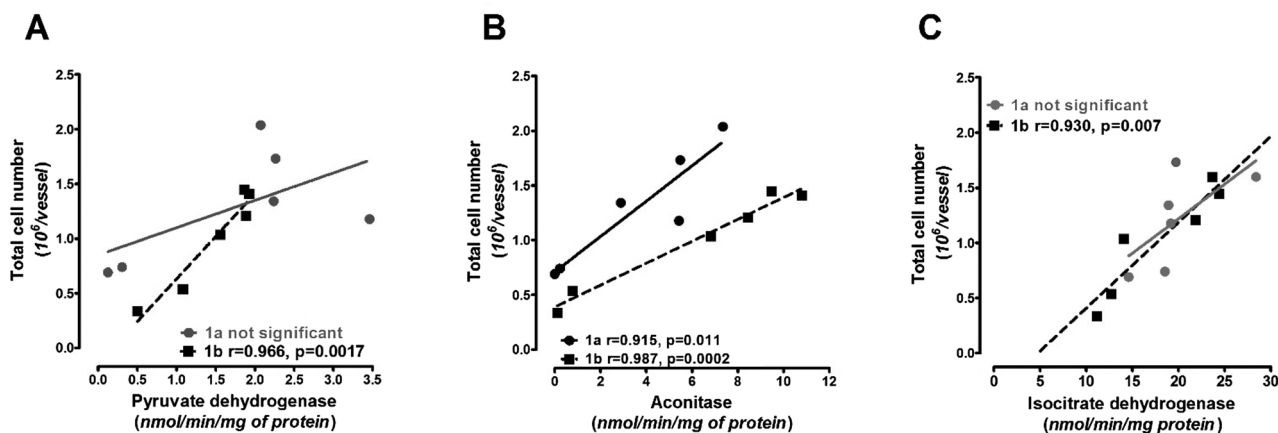 A
Total cell number
(10⁶/vessel)
2.5
2.0
1.5
1.0
0.5
0.0
1a not significant
1b r=0.966, p=0.0017
0.0 0.5 1.0 1.5 2.0 2.5 3.0 3.5
Pyruvate dehydrogenase
(nmol/min/mg of protein)
B
Total cell number
(10⁶/vessel)
2.5
2.0
1.5
1.0
0.5
0.0
1a r=0.915, p=0.011
1b r=0.987, p=0.0002
0 2 4 6 8 10 12
Aconitase
(nmol/min/mg of protein)
C
Total cell number
(10⁶/vessel)
2.5
2.0
1.5
1.0
0.5
0.0
1a not significant
1b r=0.930, p=0.007
0 5 10 15 20 25 30
Isocitrate dehydrogenase
(nmol/min/mg protein)